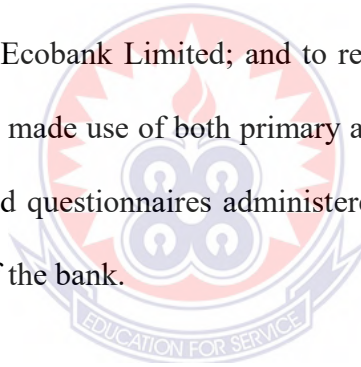 Ecobank Limited; and to re
made use of both primary a
d questionnaires administere
the bank.
EDUCATION FOR SERVICE